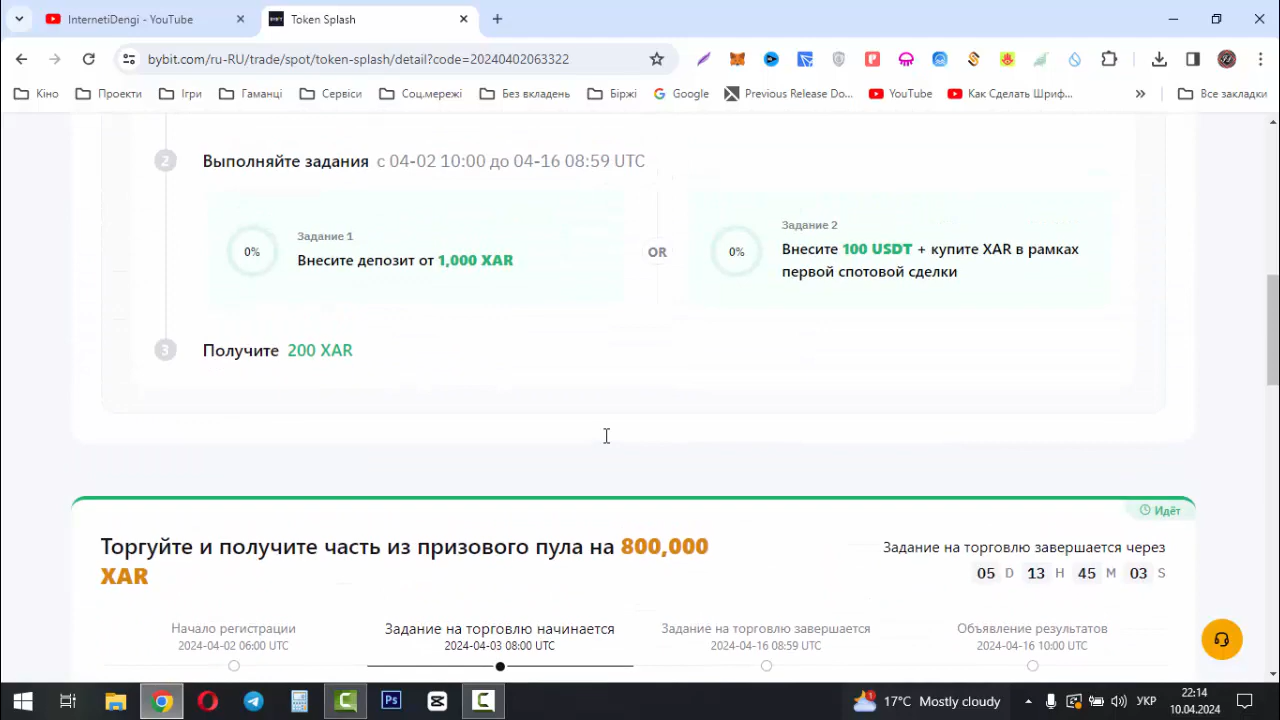 InternetiDengi - YouTube
Token Splash
bybit.com/ru-RU/trade/spot/token-splash/detail?code=20240402063322
Кіно
Проекти
Ігри
Гаманці
Сервіси
Соц.мережі
Без вкладень
Біржі
Google
Previous Release Do...
YouTube
Как Сделать Шриф...
Все закладки
2 Выполняйте задания с 04-02 10:00 до 04-16 08:59 UTC
0%
Задание 1
Внесите депозит от 1,000 XAR
OR
0%
Задание 2
Внесите 100 USDT + купите XAR в рамках
первой спотовой сделки
3 Получите 200 XAR
Идёт
Торгуйте и получите часть из призового пула на 800,000
XAR
Задание на торговлю завершается через
05 D 13 H 45 M 03 S
Начало регистрации
2024-04-02 06:00 UTC
Задание на торговлю начинается
2024-04-03 08:00 UTC
Задание на торговлю завершается
2024-04-16 08:59 UTC
Объявление результатов
2024-04-16 10:00 UTC
17°C Mostly cloudy
УКР
22:14
10.04.2024